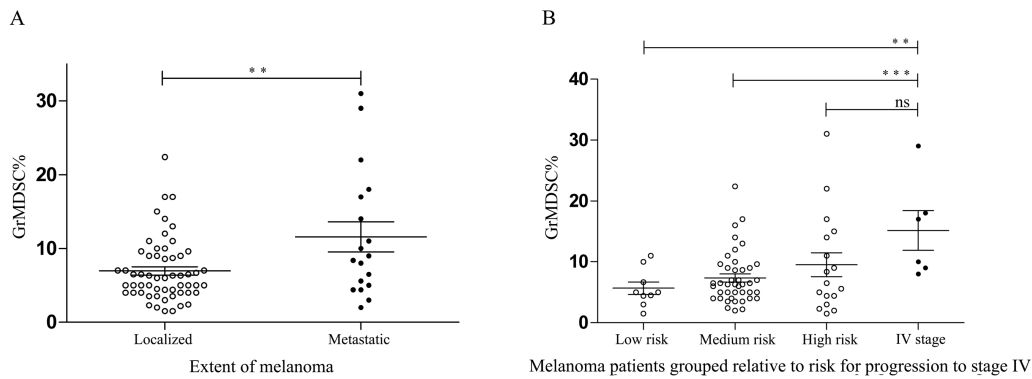 A
**
30
20
10
0
GrMDSC%
Localized
Metastatic
Extent of melanoma
B
**
***
ns
40
30
20
10
0
GrMDSC%
Low risk
Medium risk
High risk
IV stage
Melanoma patients grouped relative to risk for progression to stage IV